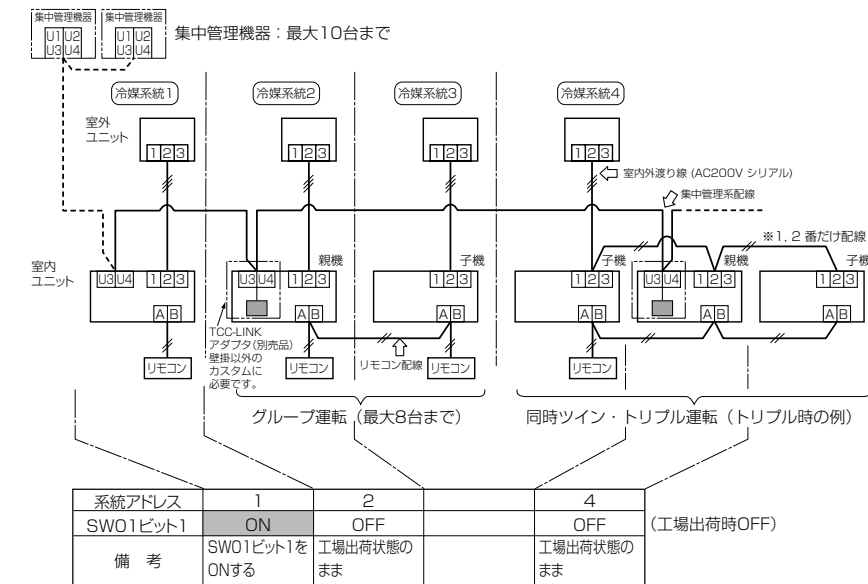 集中管理機器 集中管理機器
U1 U2 U1 U2
U3 U4 U3 U4
集中管理機器：最大10台まで
冷媒系統1 冷媒系統2 冷媒系統3 冷媒系統4
室外
ユニット
1 2 3 1 2 3 1 2 3 1 2 3
室内外渡り線 (AC200V シリアル)
集中管理系配線
※1, 2 番だけ配線
室内
ユニット
親機 子機 子機 親機 子機
U3 U4 1 2 3 U3 U4 1 2 3 1 2 3 1 2 3 U3 U4 1 2 3 1 2 3
A B A B A B A B A B A B
TCC-LINK
アダプタ(別売品)
壁掛以外の
カスタムに
必要です。
リモコン配線
リモコン リモコン リモコン リモコン
グループ運転（最大8台まで）
同時ツイン・トリプル運転（トリプル時の例）
系統アドレス 1 2 4
SW01ビット1 ON OFF OFF
（工場出荷時OFF）
備 考 SW01ビット1を 工場出荷状態の 工場出荷状態の
ONする まま まま